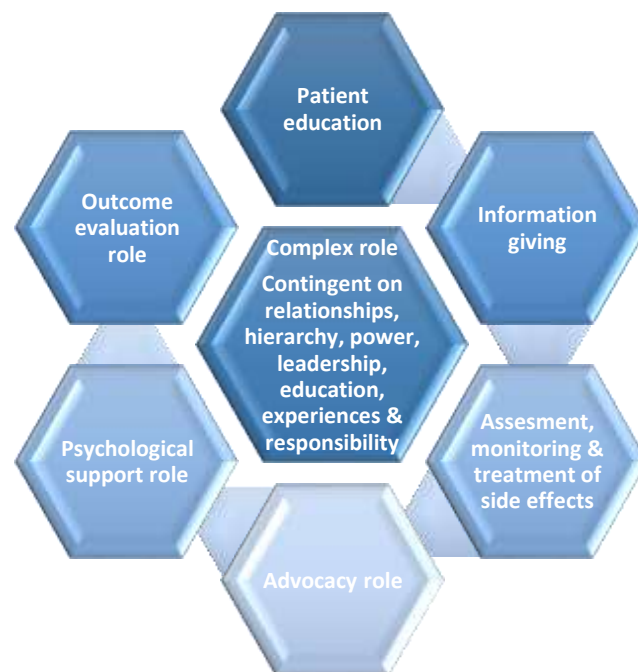 Patient
education
Outcome
evaluation
role
Information
giving
Complex role
Contingent on
relationships,
hierarchy, power,
leadership,
education,
experiences &
responsibility
Psychological
support role
Assesment,
monitoring &
treatment of
side effects
Advocacy role